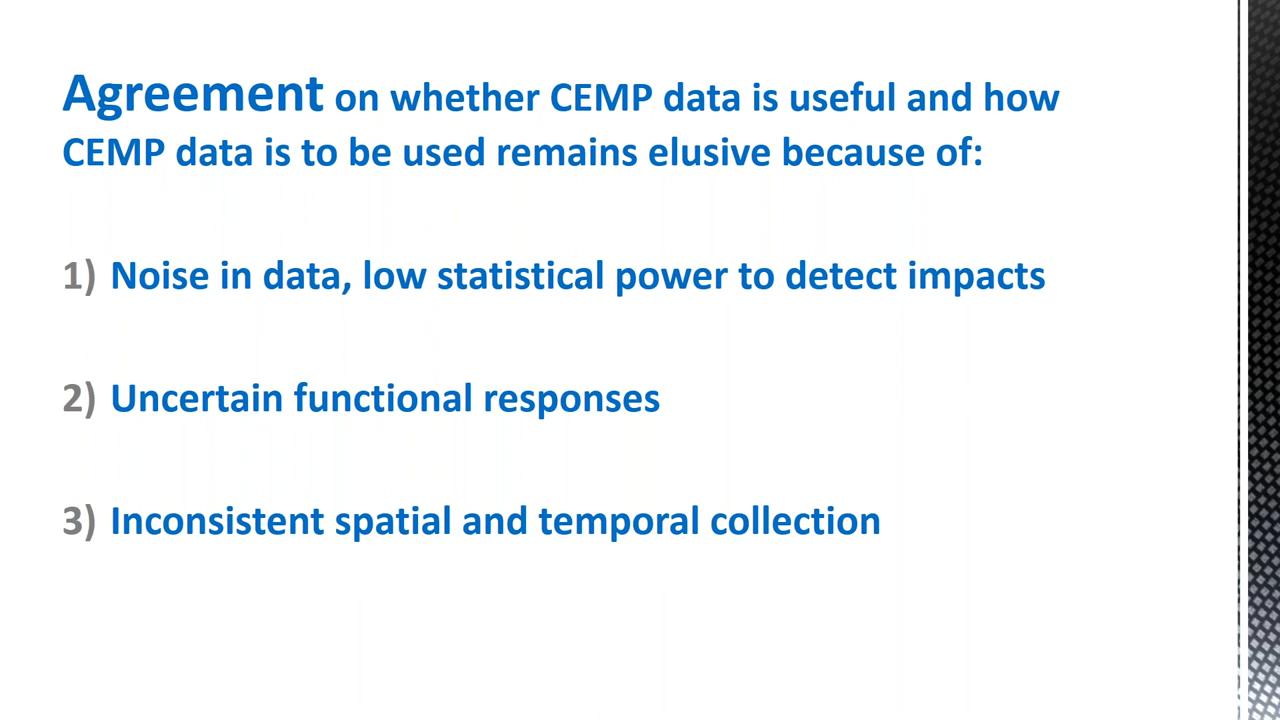 Agreement on whether CEMP data is useful and how
CEMP data is to be used remains elusive because of:
1) Noise in data, low statistical power to detect impacts
2) Uncertain functional responses
3) Inconsistent spatial and temporal collection